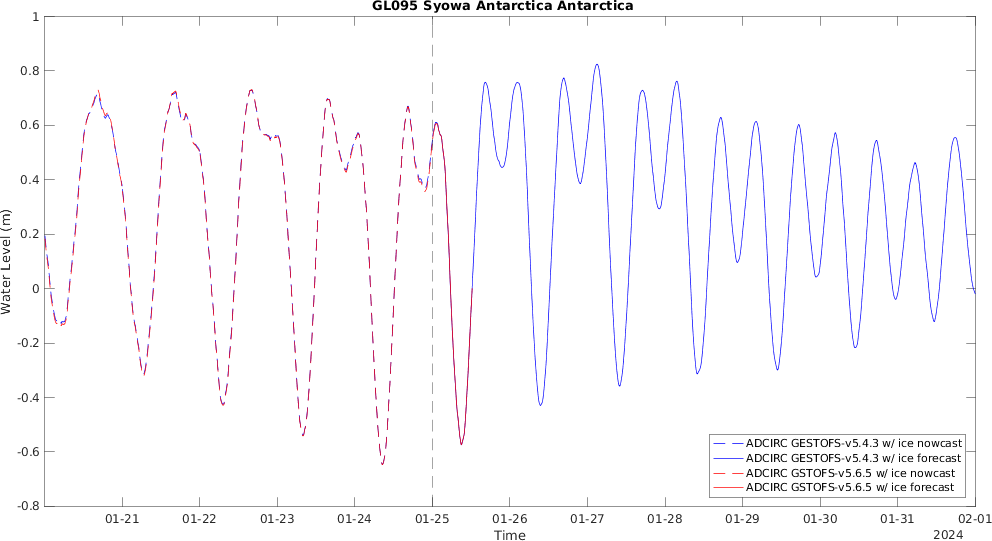 GL095 Syowa Antarctica Antarctica
1
0.8
0.6
0.4
0.2
0
-0.2
-0.4
-0.6
-0.8
Water Level (m)
ADCIRC GESTOFS-v5.4.3 w/ ice nowcast
ADCIRC GESTOFS-v5.4.3 w/ ice forecast
ADCIRC GSTOFS-v5.6.5 w/ ice nowcast
ADCIRC GSTOFS-v5.6.5 w/ ice forecast
01-21 01-22 01-23 01-24 01-25 01-26 01-27 01-28 01-29 01-30 01-31 02-01
Time
2024